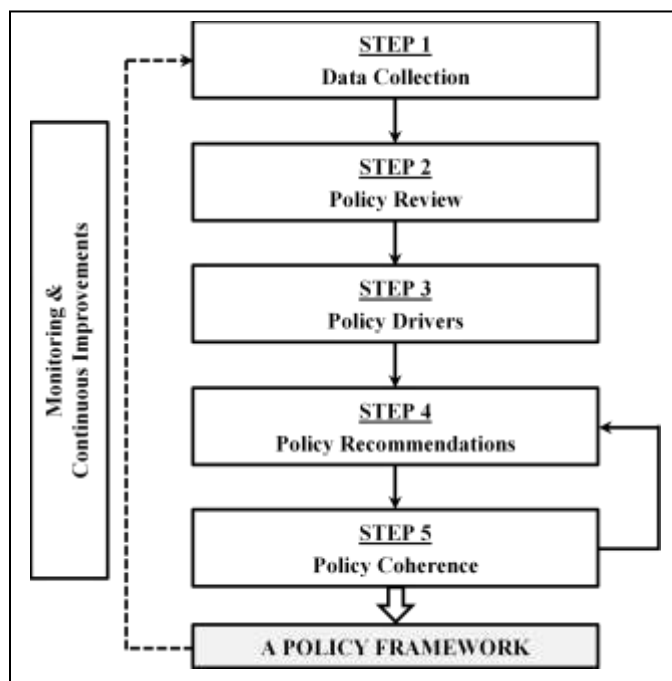 STEP 1
Data Collection
STEP 2
Policy Review
STEP 3
Policy Drivers
STEP 4
Policy Recommendations
STEP 5
Policy Coherence
A POLICY FRAMEWORK
Monitoring &
Continuous Improvements